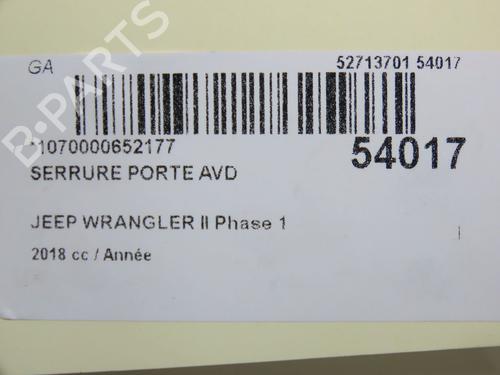 GA
52713701 54017
*1070000652177
54017
SERRURE PORTE AVD
JEEP WRANGLER II Phase 1
2018 cc / Année
B-PARTS